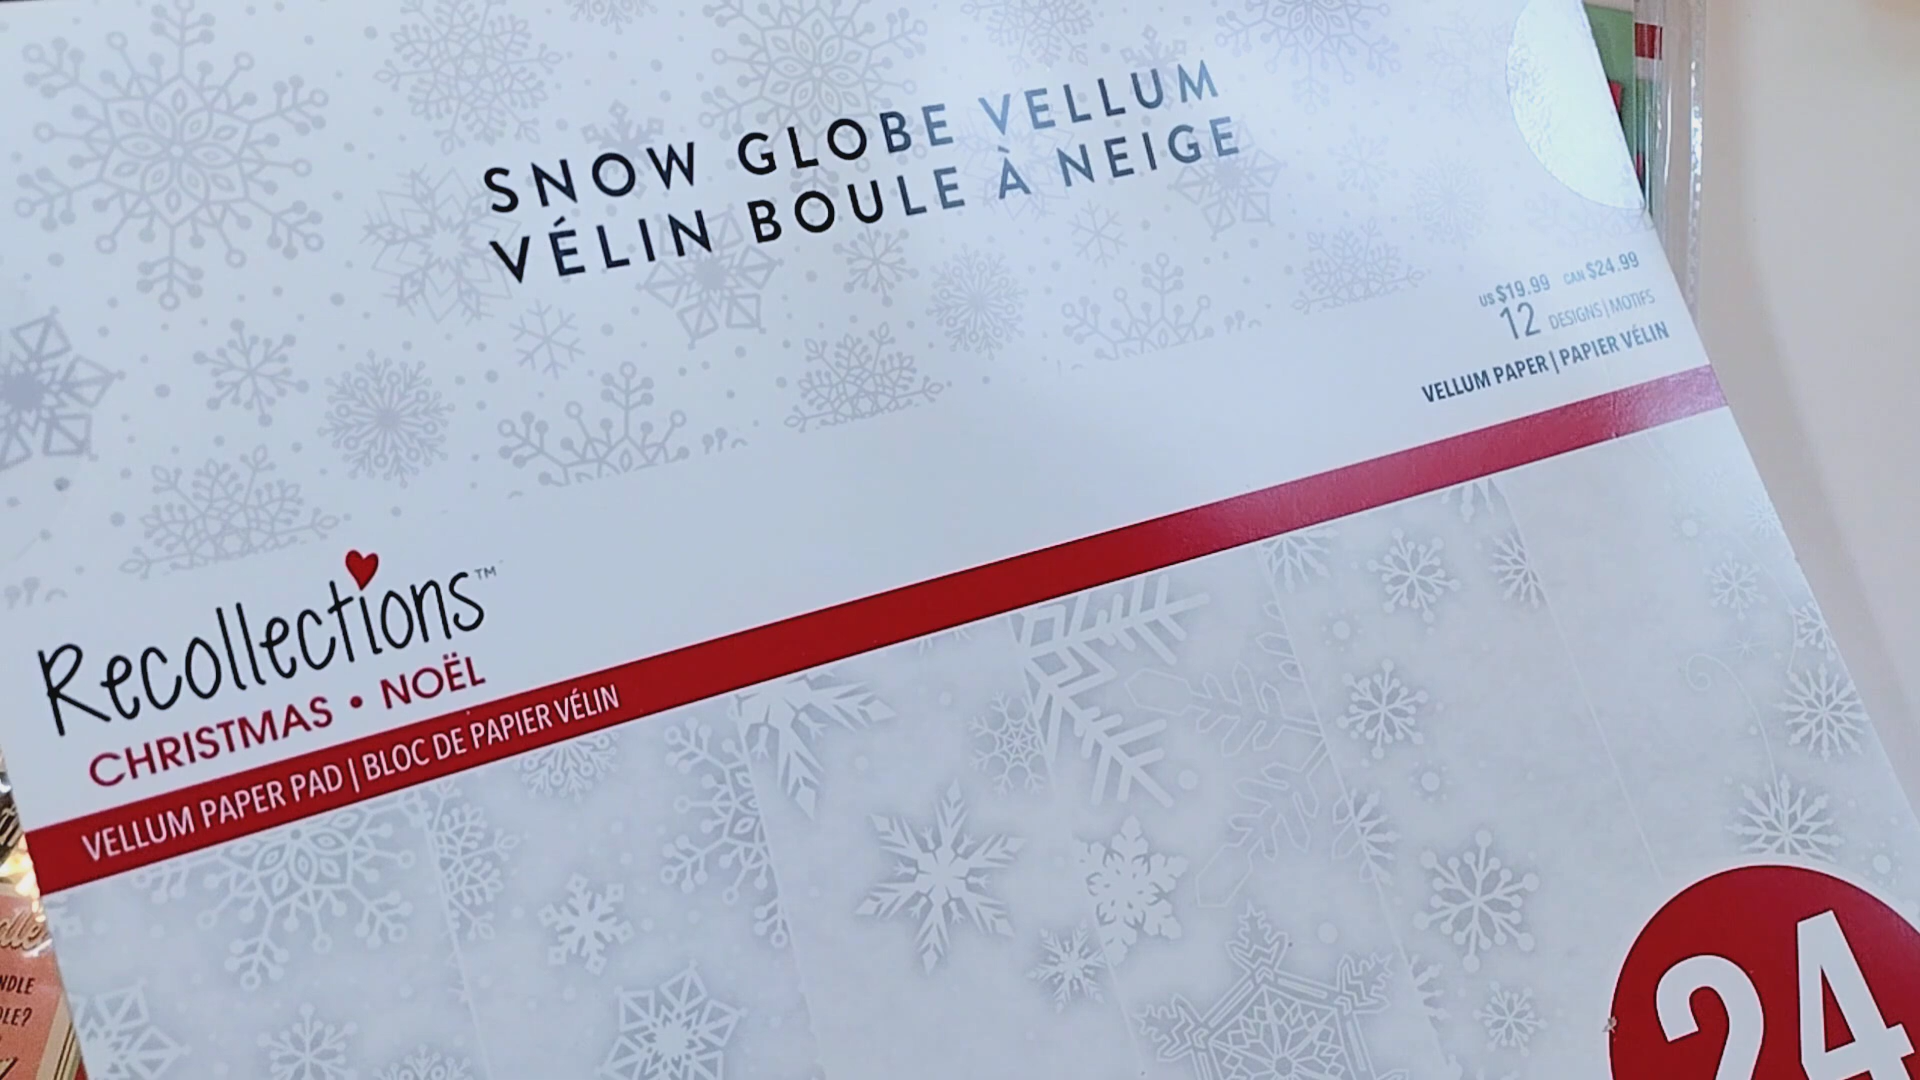 SNOW GLOBE VELLUM
VÉLIN BOULE À NEIGE
US $19.99 CAN $24.99
12 DESIGNS | MOTIFS
VELLUM PAPER | PAPIER VÉLIN
Recollections™
CHRISTMAS • NOËL
VELLUM PAPER PAD | BLOC DE PAPIER VÉLIN
24